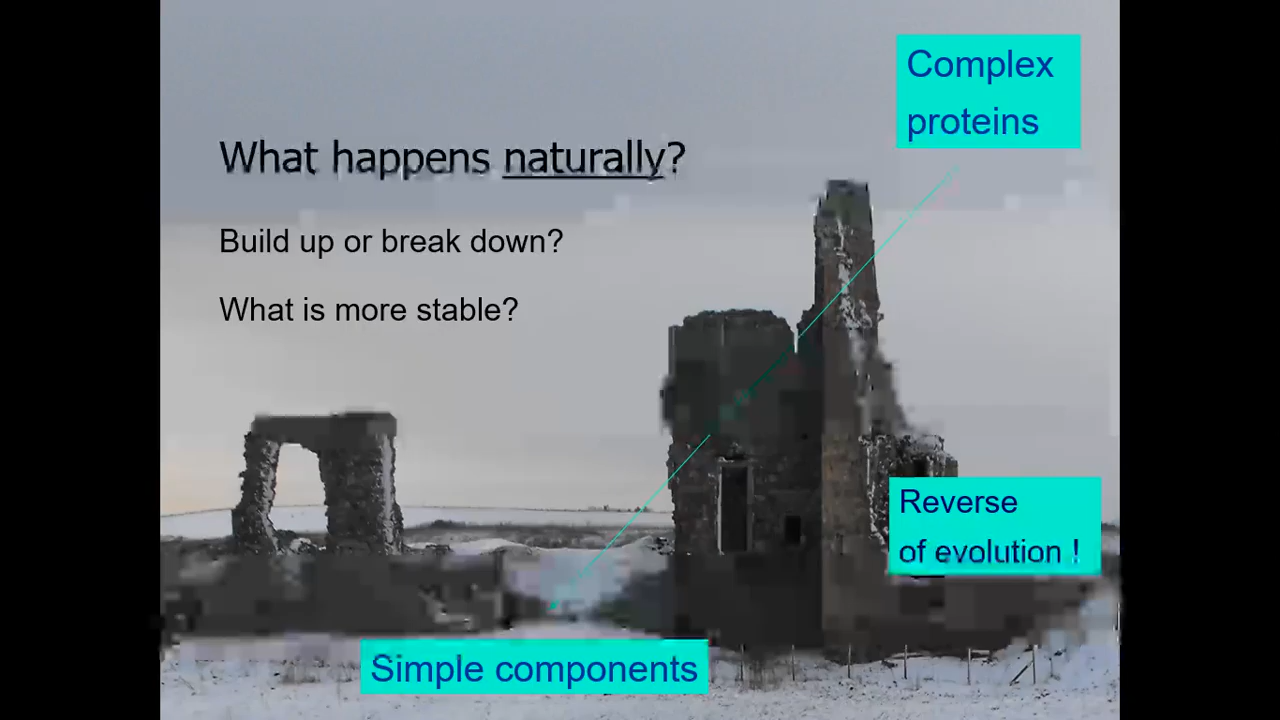 Complex
proteins
What happens naturally?
Build up or break down?
What is more stable?
Reverse
of evolution !
Simple components